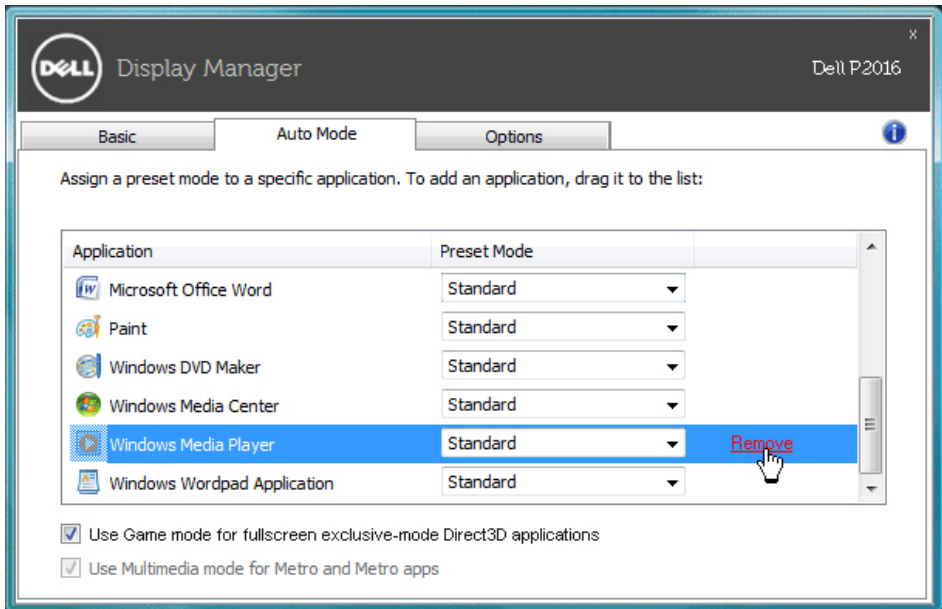 x
DELL Display Manager Dell P2016
Basic Auto Mode Options
Assign a preset mode to a specific application. To add an application, drag it to the list:
Application Preset Mode
Microsoft Office Word Standard
Paint Standard
Windows DVD Maker Standard
Windows Media Center Standard
Windows Media Player Standard Remove
Windows Wordpad Application Standard
Use Game mode for fullscreen exclusive-mode Direct3D applications
Use Multimedia mode for Metro and Metro apps